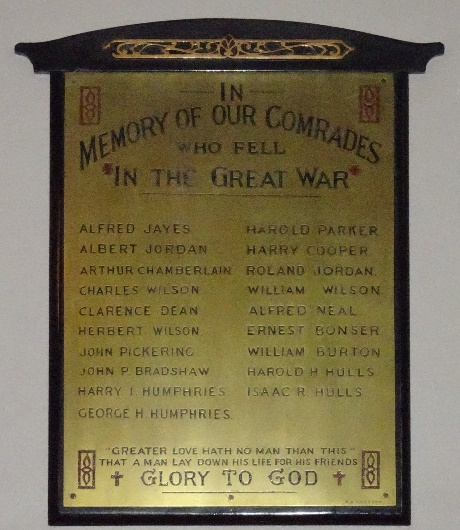 IN
MEMORY OF OUR COMRADES
WHO FELL
IN THE GREAT WAR
ALFRED JAYES
ALBERT JORDAN
ARTHUR CHAMBERLAIN
CHARLES WILSON
CLARENCE DEAN
HERBERT WILSON
JOHN PICKERING
JOHN P. BRADSHAW
HARRY I. HUMPHRIES
GEORGE H. HUMPHRIES.
HAROLD PARKER
HARRY COOPER
ROLAND JORDAN.
WILLIAM WILSON
ALFRED NEAL
ERNEST BONSER
WILLIAM BURTON
HAROLD H. HULLS
ISAAC R. HULLS
"GREATER LOVE HATH NO MAN THAN THIS"
THAT A MAN LAY DOWN HIS LIFE FOR HIS FRIENDS
GLORY TO GOD